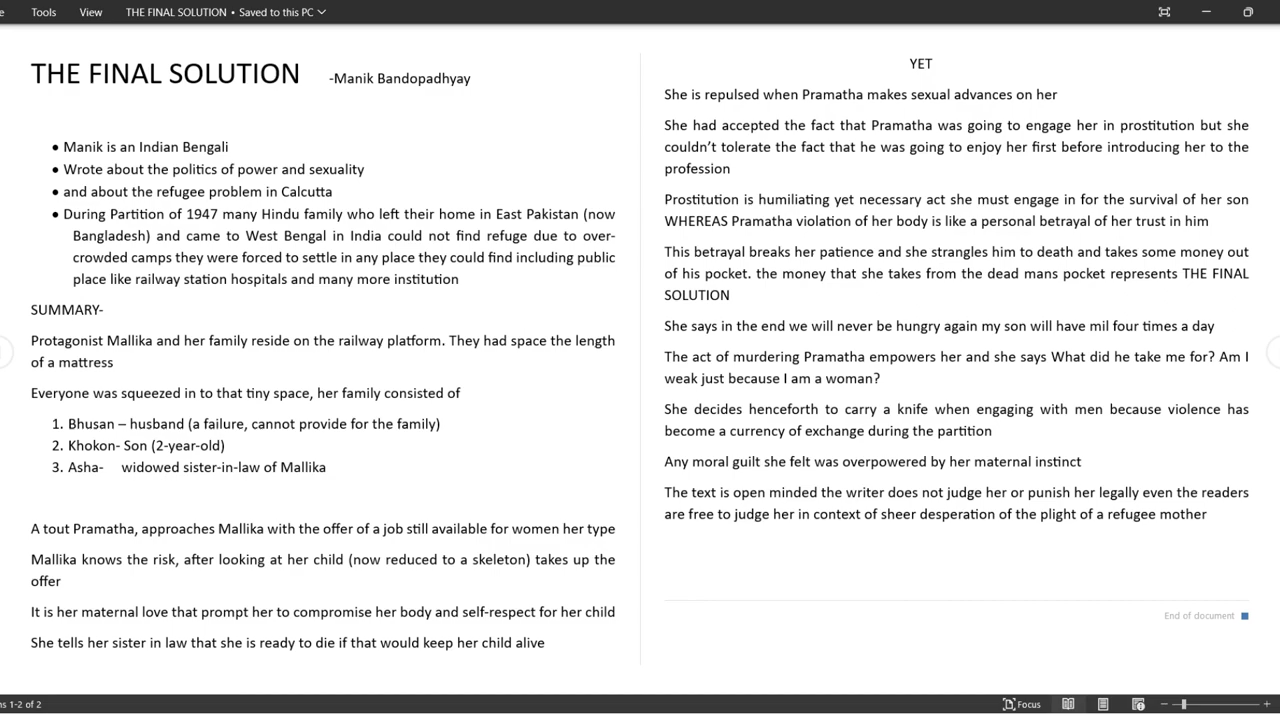 Tools View THE FINAL SOLUTION • Saved to this PC
THE FINAL SOLUTION -Manik Bandopadhyay
• Manik is an Indian Bengali
• Wrote about the politics of power and sexuality
• and about the refugee problem in Calcutta
• During Partition of 1947 many Hindu family who left their home in East Pakistan (now
Bangladesh) and came to West Bengal in India could not find refuge due to over-
crowded camps they were forced to settle in any place they could find including public
place like railway station hospitals and many more institution
SUMMARY-
Protagonist Mallika and her family reside on the railway platform. They had space the length
of a mattress
Everyone was squeezed in to that tiny space, her family consisted of
1. Bhusan – husband (a failure, cannot provide for the family)
2. Khokon- Son (2-year-old)
3. Asha- widowed sister-in-law of Mallika
A tout Pramatha, approaches Mallika with the offer of a job still available for women her type
Mallika knows the risk, after looking at her child (now reduced to a skeleton) takes up the
offer
It is her maternal love that prompt her to compromise her body and self-respect for her child
She tells her sister in law that she is ready to die if that would keep her child alive
YET
She is repulsed when Pramatha makes sexual advances on her
She had accepted the fact that Pramatha was going to engage her in prostitution but she
couldn't tolerate the fact that he was going to enjoy her first before introducing her to the
profession
Prostitution is humiliating yet necessary act she must engage in for the survival of her son
WHEREAS Pramatha violation of her body is like a personal betrayal of her trust in him
This betrayal breaks her patience and she strangles him to death and takes some money out
of his pocket. the money that she takes from the dead mans pocket represents THE FINAL
SOLUTION
She says in the end we will never be hungry again my son will have mil four times a day
The act of murdering Pramatha empowers her and she says What did he take me for? Am I
weak just because I am a woman?
She decides henceforth to carry a knife when engaging with men because violence has
become a currency of exchange during the partition
Any moral guilt she felt was overpowered by her maternal instinct
The text is open minded the writer does not judge her or punish her legally even the readers
are free to judge her in context of sheer desperation of the plight of a refugee mother
End of document
ns 1-2 of 2 Focus